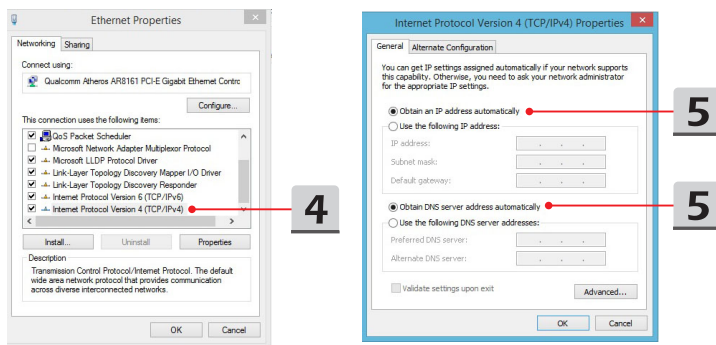 Ethernet Properties
Networking Sharing
Connect using:
Qualcomm Atheros AR8161 PCI-E Gigabit Ethernet Contrc
Configure...
This connection uses the following items:
QoS Packet Scheduler
Microsoft Network Adapter Multiplexor Protocol
Microsoft LLDP Protocol Driver
Link-Layer Topology Discovery Mapper I/O Driver
Link-Layer Topology Discovery Responder
Internet Protocol Version 6 (TCP/IPv6)
Internet Protocol Version 4 (TCP/IPv4)
4
Install... Uninstall Properties
Description
Transmission Control Protocol/Internet Protocol. The default
wide area network protocol that provides communication
across diverse interconnected networks.
OK Cancel
Internet Protocol Version 4 (TCP/IPv4) Properties
General Alternate Configuration
You can get IP settings assigned automatically if your network supports
this capability. Otherwise, you need to ask your network administrator
for the appropriate IP settings.
Obtain an IP address automatically
5
Use the following IP address:
IP address:
Subnet mask:
Default gateway:
Obtain DNS server address automatically
5
Use the following DNS server addresses:
Preferred DNS server:
Alternate DNS server:
Validate settings upon exit
Advanced...
OK Cancel